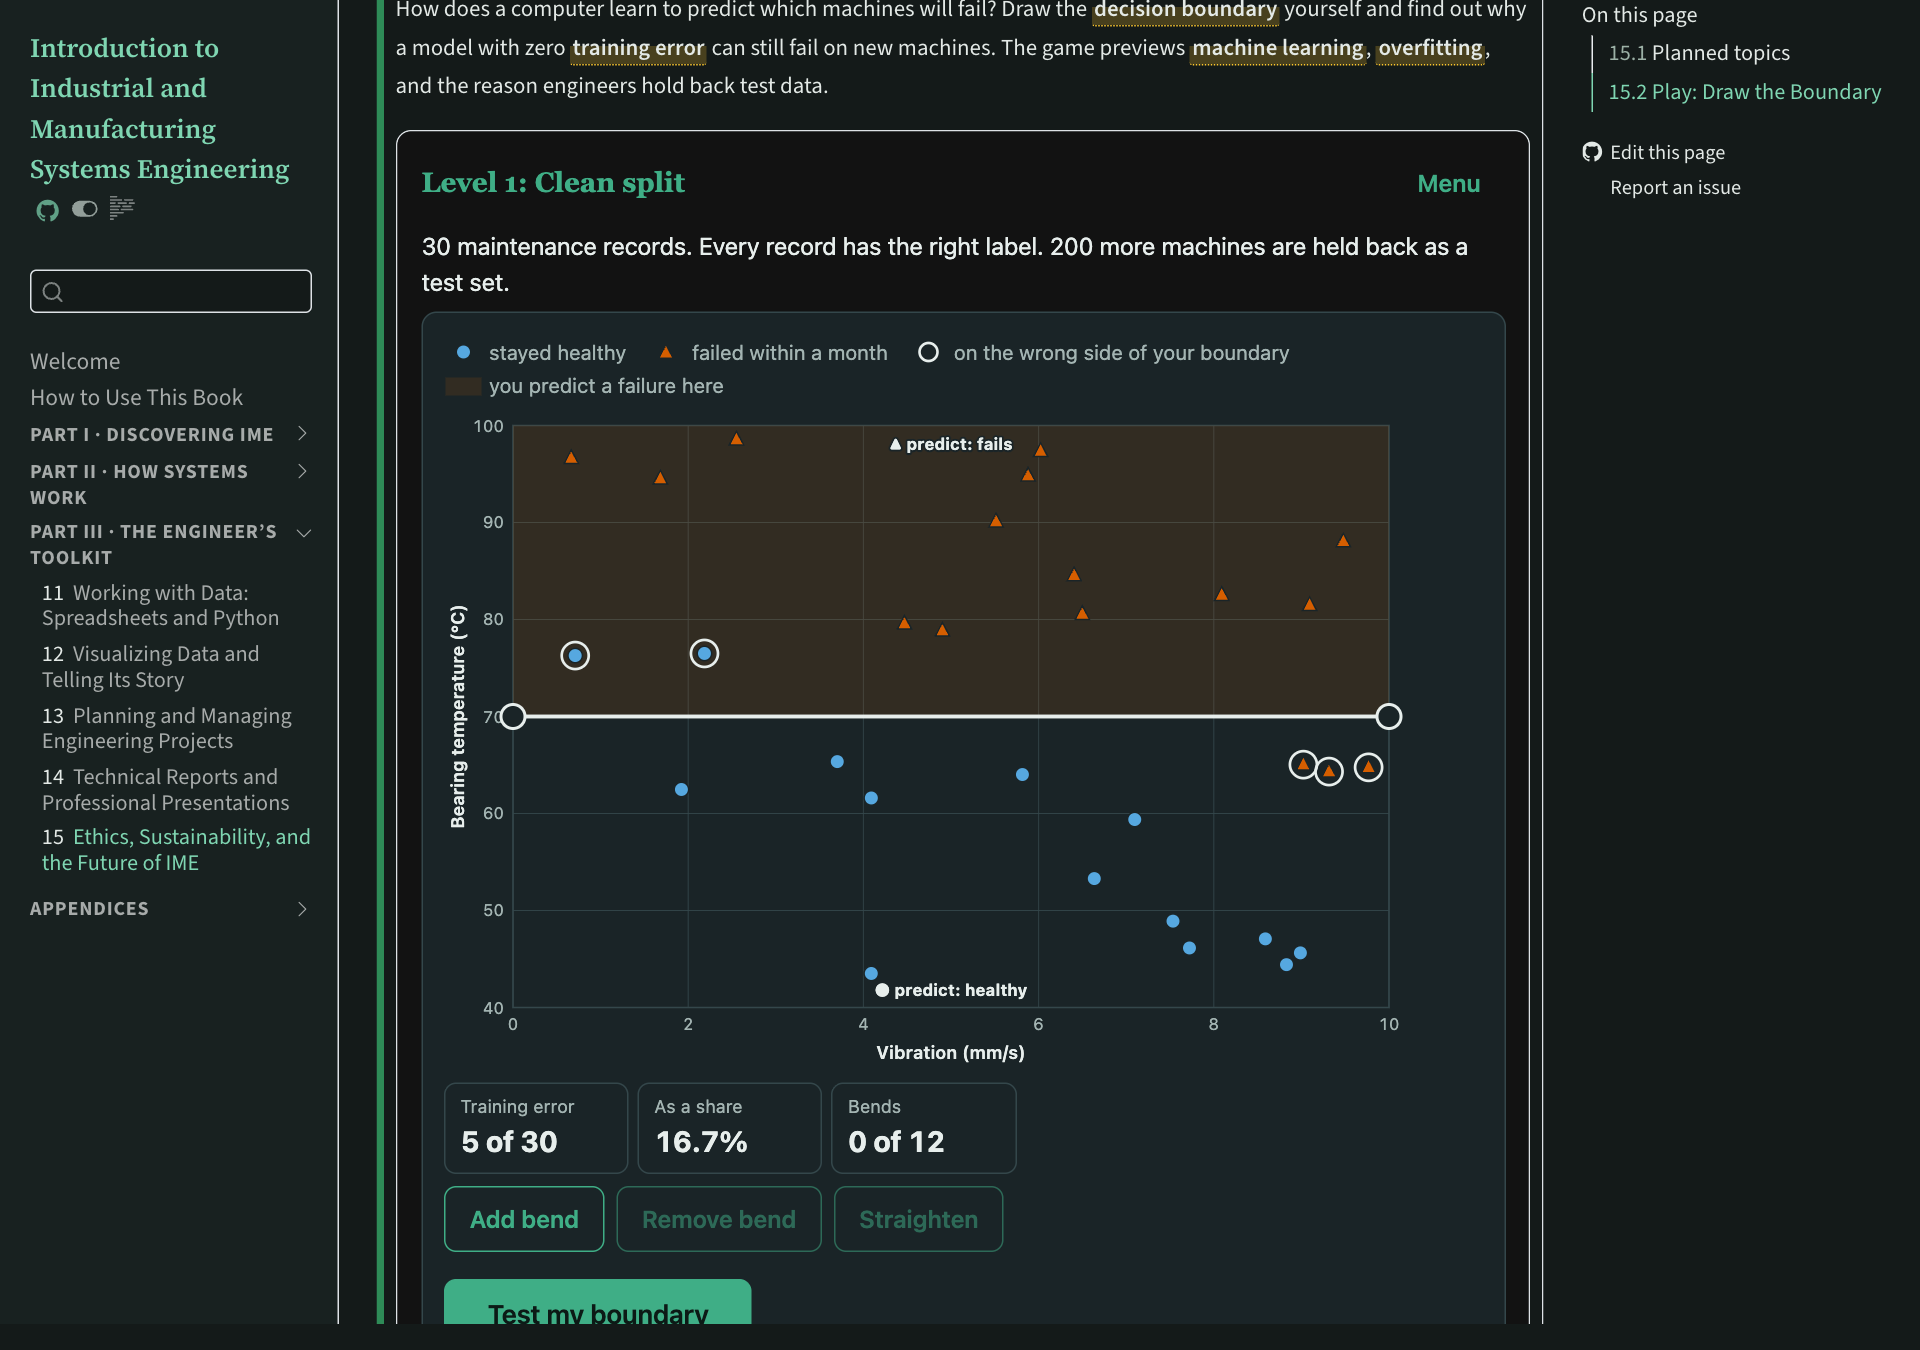 Introduction to
Industrial and
Manufacturing
Systems Engineering
Welcome
How to Use This Book
PART I · DISCOVERING IME
PART II · HOW SYSTEMS
WORK
PART III · THE ENGINEER’S
TOOLKIT
11 Working with Data:
Spreadsheets and Python
12 Visualizing Data and
Telling Its Story
13 Planning and Managing
Engineering Projects
14 Technical Reports and
Professional Presentations
15 Ethics, Sustainability, and
the Future of IME
APPENDICES
How does a computer learn to predict which machines will fail? Draw the decision boundary yourself and find out why
a model with zero training error can still fail on new machines. The game previews machine learning, overfitting,
and the reason engineers hold back test data.
Level 1: Clean split
Menu
30 maintenance records. Every record has the right label. 200 more machines are held back as a
test set.
stayed healthy
failed within a month
on the wrong side of your boundary
you predict a failure here
100
90
80
70
60
50
40
Bearing temperature (°C)
predict: fails
predict: healthy
0 2 4 6 8 10
Vibration (mm/s)
Training error
5 of 30
As a share
16.7%
Bends
0 of 12
Add bend
Remove bend
Straighten
Test my boundary
On this page
15.1 Planned topics
15.2 Play: Draw the Boundary
Edit this page
Report an issue